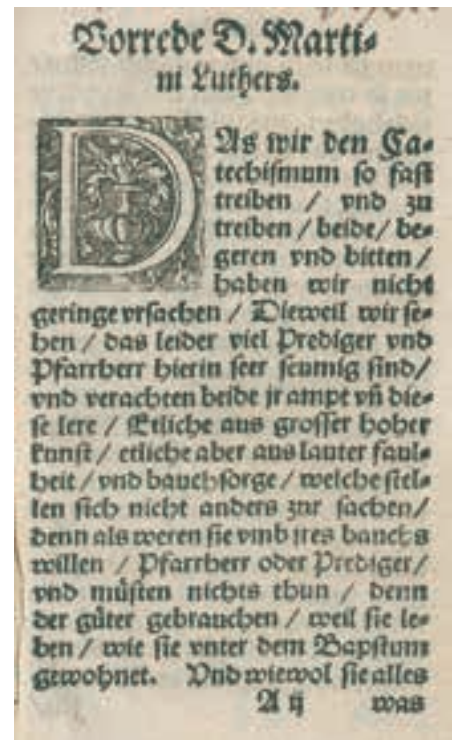 Vorrede D. Marti⸗
ni Luthers.
DAs wir den Ca⸗
techiſmum ſo faſt
treiben / vnd zu
treiben / beide / be⸗
geren vnd bitten /
haben wir nicht
geringe vrſachen / Dieweil wir ſe⸗
hen / das leider viel Prediger vnd
Pfarrherr hierin ſeer ſeumig ſind /
vnd verachten beide jr ampt vñ die⸗
ſe lere / Etliche aus groſſer hoher
kunſt / etliche aber aus lauter faul⸗
heit / vnd bauchſorge / welche ſtel⸗
len ſich nicht anders zur ſachen /
denn als weren ſie vmb jres bauchs
willen / Pfarrherr oder Prediger /
vnd müſten nichts thun / denn
der güter gebrauchen / weil ſie le⸗
ben / wie ſie vnter dem Bapſtum
gewohnet. Vnd wiewol ſie alles
A ij was